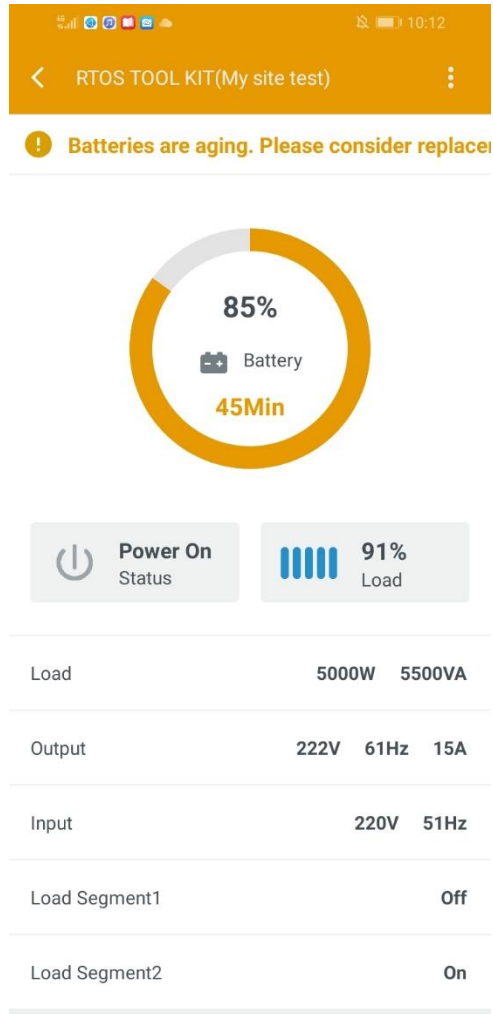 10:12
RTOS TOOL KIT(My site test)
Batteries are aging. Please consider replacer
85%
Battery
45Min
Power On
Status
91%
Load
Load 5000W 5500VA
Output 222V 61Hz 15A
Input 220V 51Hz
Load Segment1 Off
Load Segment2 On